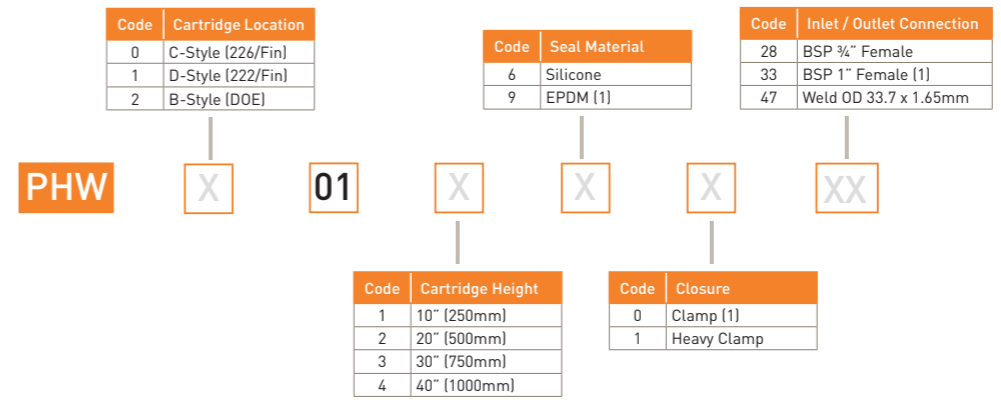 Code Cartridge Location
0 C-Style (226/Fin)
1 D-Style (222/Fin)
2 B-Style (DOE)
Code Seal Material
6 Silicone
9 EPDM (1)
Code Inlet / Outlet Connection
28 BSP ¾" Female
33 BSP 1" Female (1)
47 Weld OD 33.7 x 1.65mm
PHW X 01 X X X XX
Code Cartridge Height
1 10" (250mm)
2 20" (500mm)
3 30" (750mm)
4 40" (1000mm)
Code Closure
0 Clamp (1)
1 Heavy Clamp